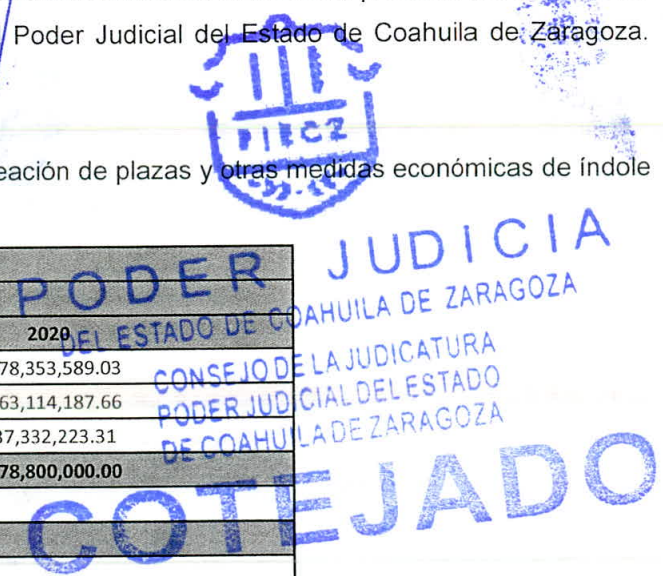 Poder Judicial del Estado de Coahuila de Zaragoza.
PJECZ
eación de plazas y otras medidas económicas de índole
PODER JUDICIA
DEL ESTADO DE COAHUILA DE ZARAGOZA
2020
78,353,589.03
CONSEJO DE LA JUDICATURA
63,114,187.66
PODER JUDICIAL DEL ESTADO
37,332,223.31
DE COAHUILA DE ZARAGOZA
78,800,000.00
COTEJADO